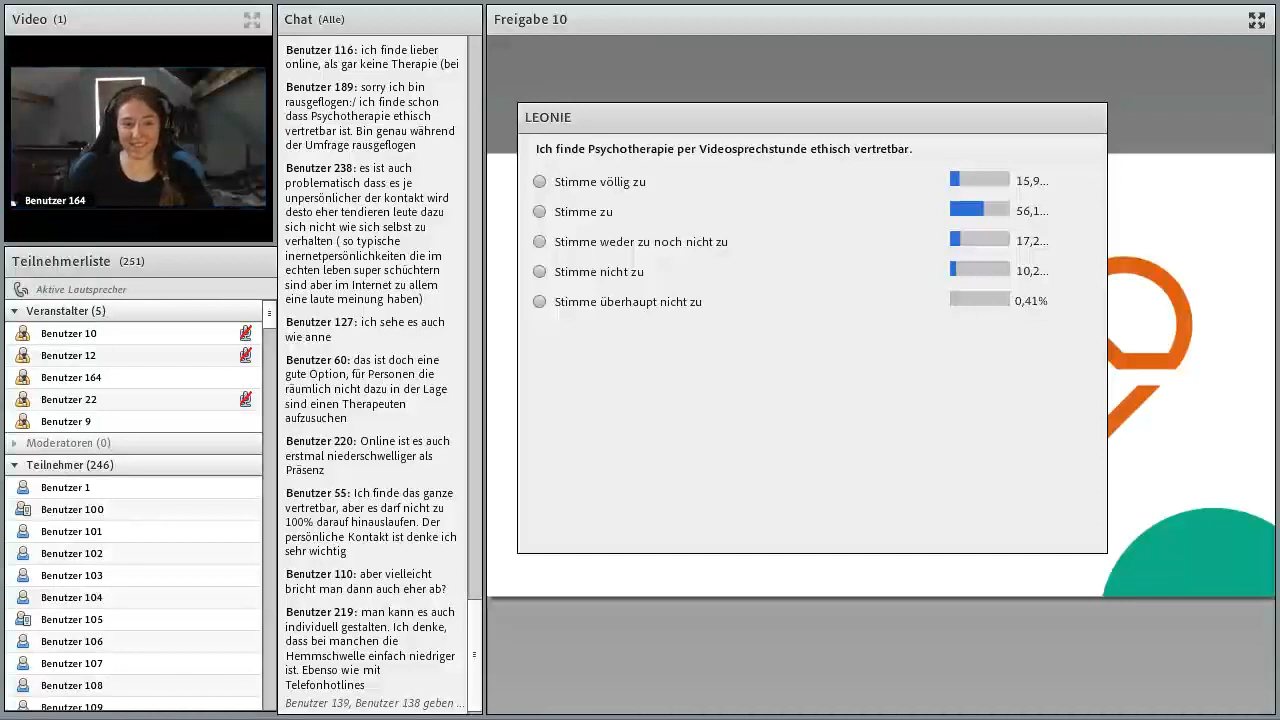 Video (1)
Benutzer 164
Teilnehmerliste (251)
Aktive Lautsprecher
Veranstalter (5)
Benutzer 10
Benutzer 12
Benutzer 164
Benutzer 22
Benutzer 9
Moderatoren (0)
Teilnehmer (246)
Benutzer 1
Benutzer 100
Benutzer 101
Benutzer 102
Benutzer 103
Benutzer 104
Benutzer 105
Benutzer 106
Benutzer 107
Benutzer 108
Benutzer 109
Chat (Alle)
Benutzer 116: ich finde lieber
online, als gar keine Therapie (bei
Benutzer 189: sorry ich bin
rausgeflogen:/ ich finde schon
dass Psychotherapie ethisch
vertretbar ist. Bin genau während
der Umfrage rausgeflogen
Benutzer 238: es ist auch
problematisch dass es je
unpersönlicher der kontakt wird
desto eher tendieren leute dazu
sich nicht wie sich selbst zu
verhalten ( so typische
inernetpersönlichkeiten die im
echten leben super schüchtern
sind aber im Internet zu allem
eine laute meinung haben)
Benutzer 127: ich sehe es auch
wie anne
Benutzer 60: das ist doch eine
gute Option, für Personen die
räumlich nicht dazu in der Lage
sind einen Therapeuten
aufzusuchen
Benutzer 220: Online ist es auch
erstmal niederschwelliger als
Präsenz
Benutzer 55: Ich finde das ganze
vertretbar, aber es darf nicht zu
100% darauf hinauslaufen. Der
persönliche Kontakt ist denke ich
sehr wichtig
Benutzer 110: aber vielleicht
bricht man dann auch eher ab?
Benutzer 219: man kann es auch
individuell gestalten. Ich denke,
dass bei manchen die
Hemmschwelle einfach niedriger
ist. Ebenso wie mit
Telefonhotlines
Benutzer 139, Benutzer 138 geben ...
Freigabe 10
LEONIE
Ich finde Psychotherapie per Videosprechstunde ethisch vertretbar.
Stimme völlig zu 15,9...
Stimme zu 56,1...
Stimme weder zu noch nicht zu 17,2...
Stimme nicht zu 10,2...
Stimme überhaupt nicht zu 0,41%